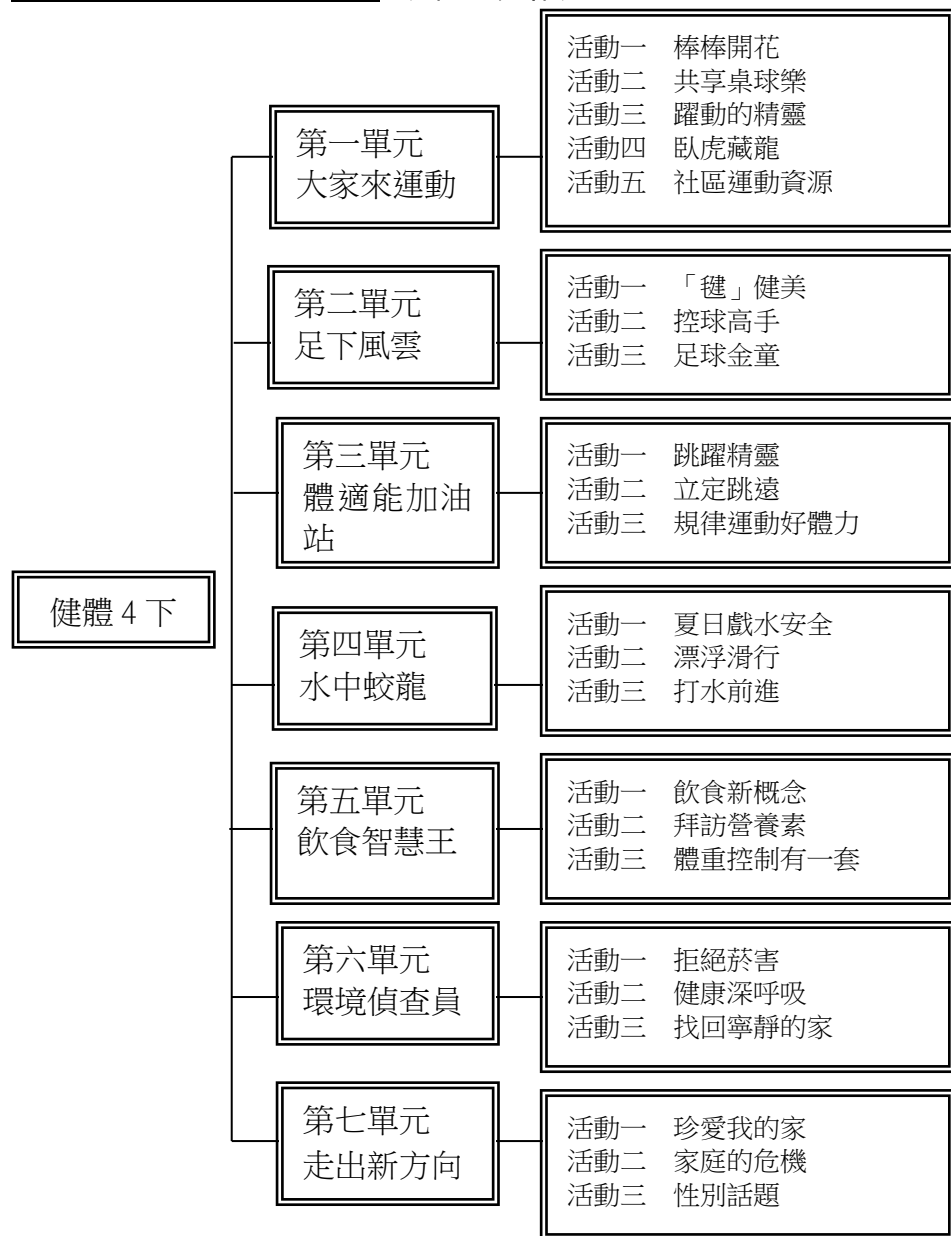 健體4下
第一單元
大家來運動
活動一 棒棒開花
活動二 共享桌球樂
活動三 躍動的精靈
活動四 臥虎藏龍
活動五 社區運動資源
第二單元
足下風雲
活動一 「毽」健美
活動二 控球高手
活動三 足球金童
第三單元
體適能加油
站
活動一 跳躍精靈
活動二 立定跳遠
活動三 規律運動好體力
第四單元
水中蛟龍
活動一 夏日戲水安全
活動二 漂浮滑行
活動三 打水前進
第五單元
飲食智慧王
活動一 飲食新概念
活動二 拜訪營養素
活動三 體重控制有一套
第六單元
環境偵查員
活動一 拒絕菸害
活動二 健康深呼吸
活動三 找回寧靜的家
第七單元
走出新方向
活動一 珍愛我的家
活動二 家庭的危機
活動三 性別話題